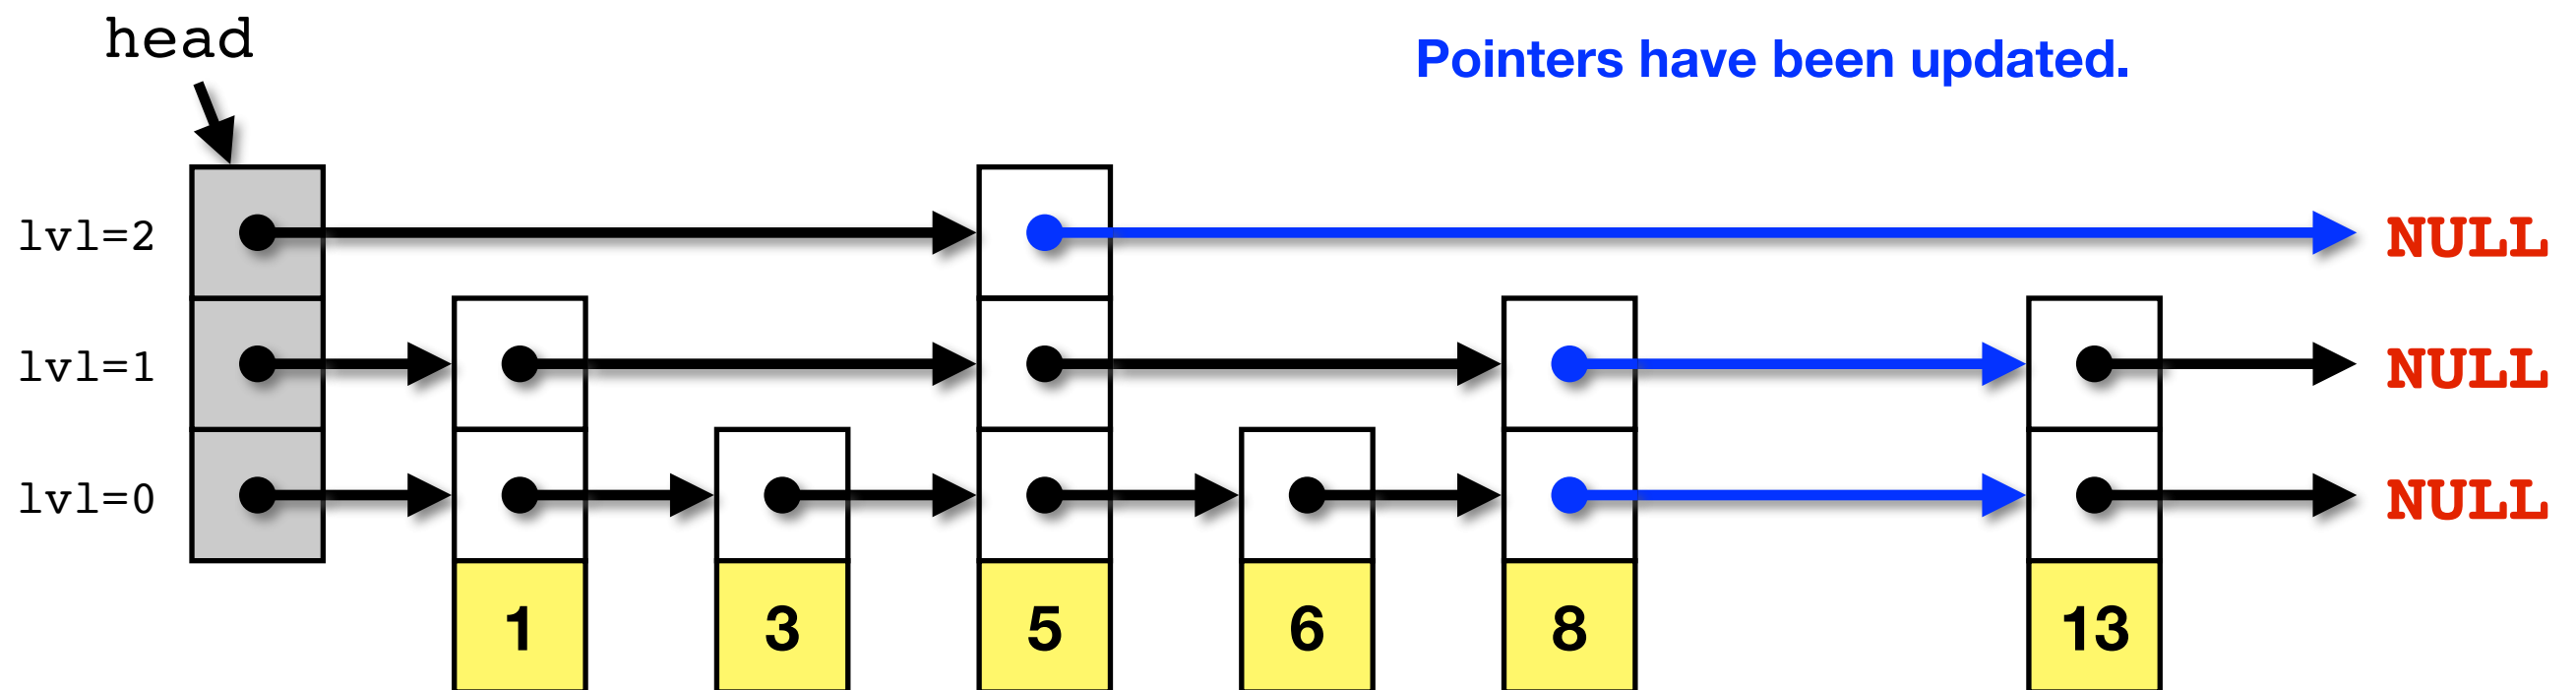 head
Pointers have been updated.
lvl=2 NULL
lvl=1 NULL
lvl=0 NULL
1 3 5 6 8 13